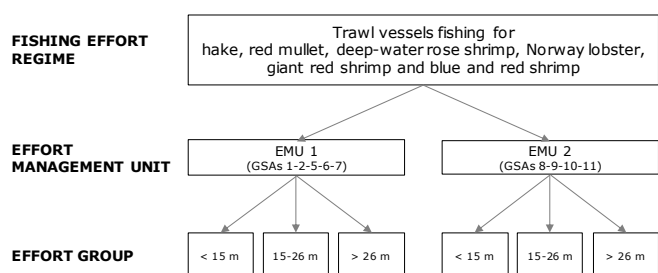 FISHING EFFORT
REGIME
Trawl vessels fishing for
hake, red mullet, deep-water rose shrimp, Norway lobster,
giant red shrimp and blue and red shrimp
EFFORT
MANAGEMENT UNIT
EMU 1
(GSAs 1-2-5-6-7)
EMU 2
(GSAs 8-9-10-11)
EFFORT GROUP
< 15 m
15-26 m
> 26 m
< 15 m
15-26 m
> 26 m